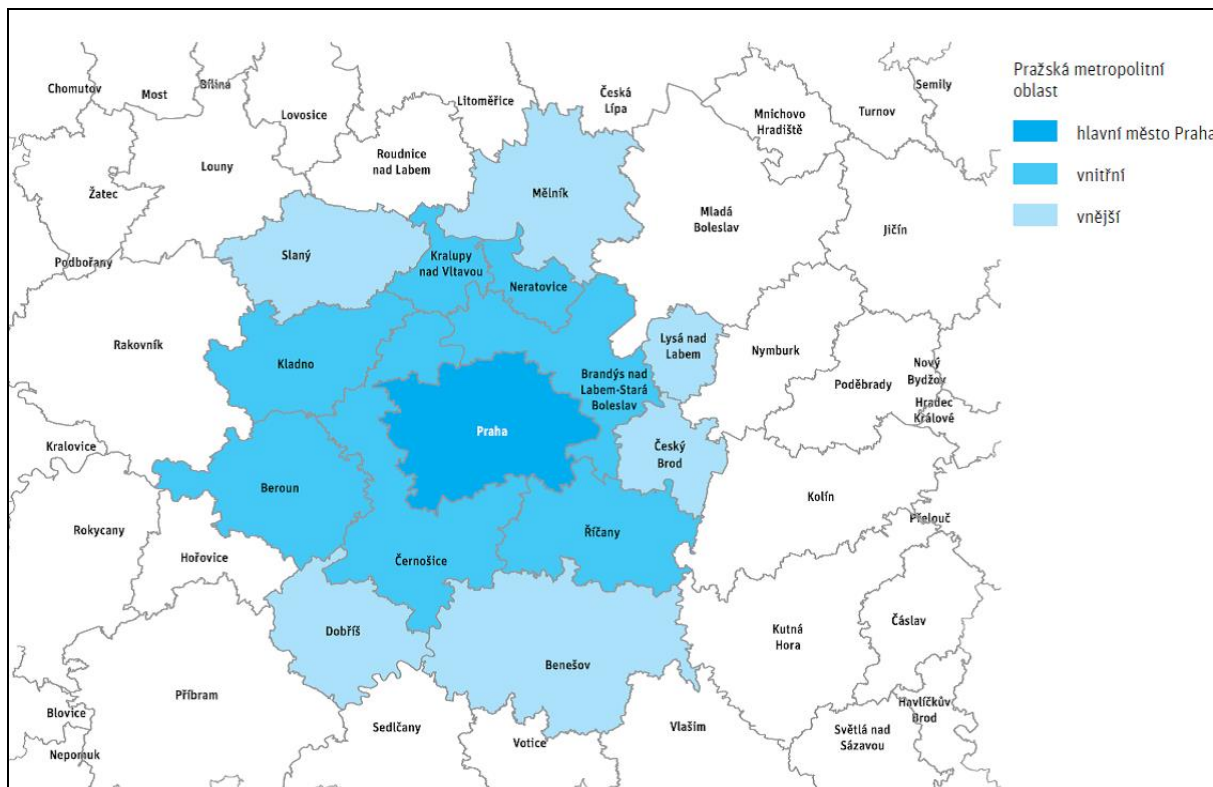 Pražská metropolitní
oblast
hlavní město Praha
vnitřní
vnější
Chomutov
Most
Bílina
Lovosice
Litoměřice
Česká
Lípa
Mnichovo
Hradiště
Turnov
Semily
Žatec
Louny
Roudnice
nad Labem
Mělník
Mladá
Boleslav
Jičín
Podbořany
Slaný
Kralupy
nad Vltavou
Neratovice
Rakovník
Kladno
Lysá nad
Labem
Nymburk
Poděbrady
Nový
Bydžov
Hradec
Králové
Brandýs nad
Labem-Stará
Boleslav
Praha
Český
Brod
Kralovice
Beroun
Kolín
Rokycany
Hořovice
Černošice
Říčany
Přelouč
Dobříš
Benešov
Kutná
Hora
Čáslav
Příbram
Blovice
Nepomuk
Sedlčany
Votice
Vlašim
Světlá nad
Sázavou
Havlíčkův
Brod